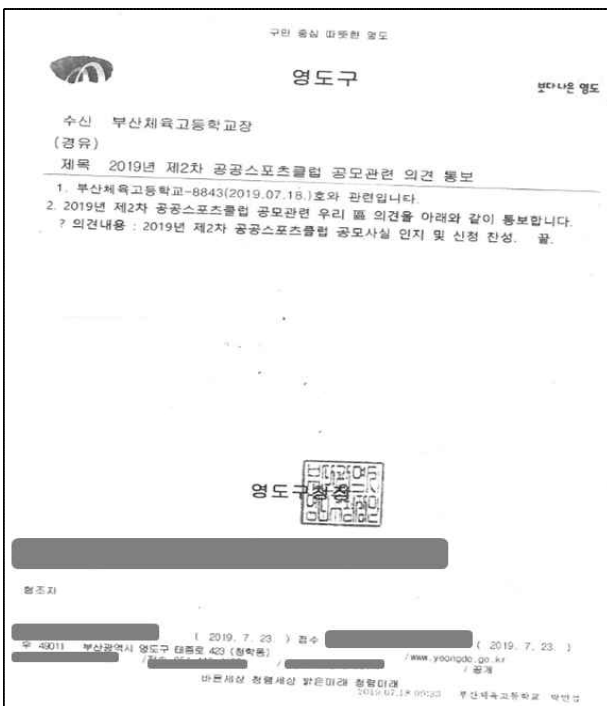 구민 중심 따뜻한 영도
영도구
보다나은 영도
수신 부산체육고등학교장
(경유)
제목 2019년 제2차 공공스포츠클럽 공모관련 의견 통보
1. 부산체육고등학교-8843(2019.07.18.)호와 관련입니다.
2. 2019년 제2차 공공스포츠클럽 공모관련 우리 區 의견을 아래와 같이 통보합니다.
? 의견내용 : 2019년 제2차 공공스포츠클럽 공모사실 인지 및 신청 찬성. 끝.
영도구청장
협조자
( 2019. 7. 23. ) 접수 ( 2019. 7. 23. )
우 49011 부산광역시 영도구 태종로 423 (청학동) /www.yeongdo.go.kr
/ / / 공개
바른세상 청렴세상 밝은미래 청렴미래
2019.07.18 부산체육고등학교